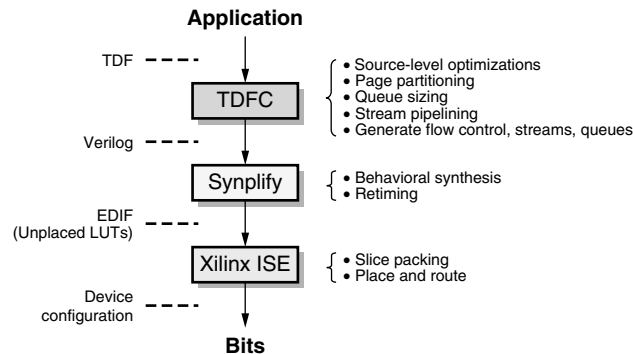 Application
TDF
TDFC
• Source-level optimizations
• Page partitioning
• Queue sizing
• Stream pipelining
• Generate flow control, streams, queues
Verilog
Synplify
• Behavioral synthesis
• Retiming
EDIF
(Unplaced LUTs)
Xilinx ISE
• Slice packing
• Place and route
Device
configuration
Bits